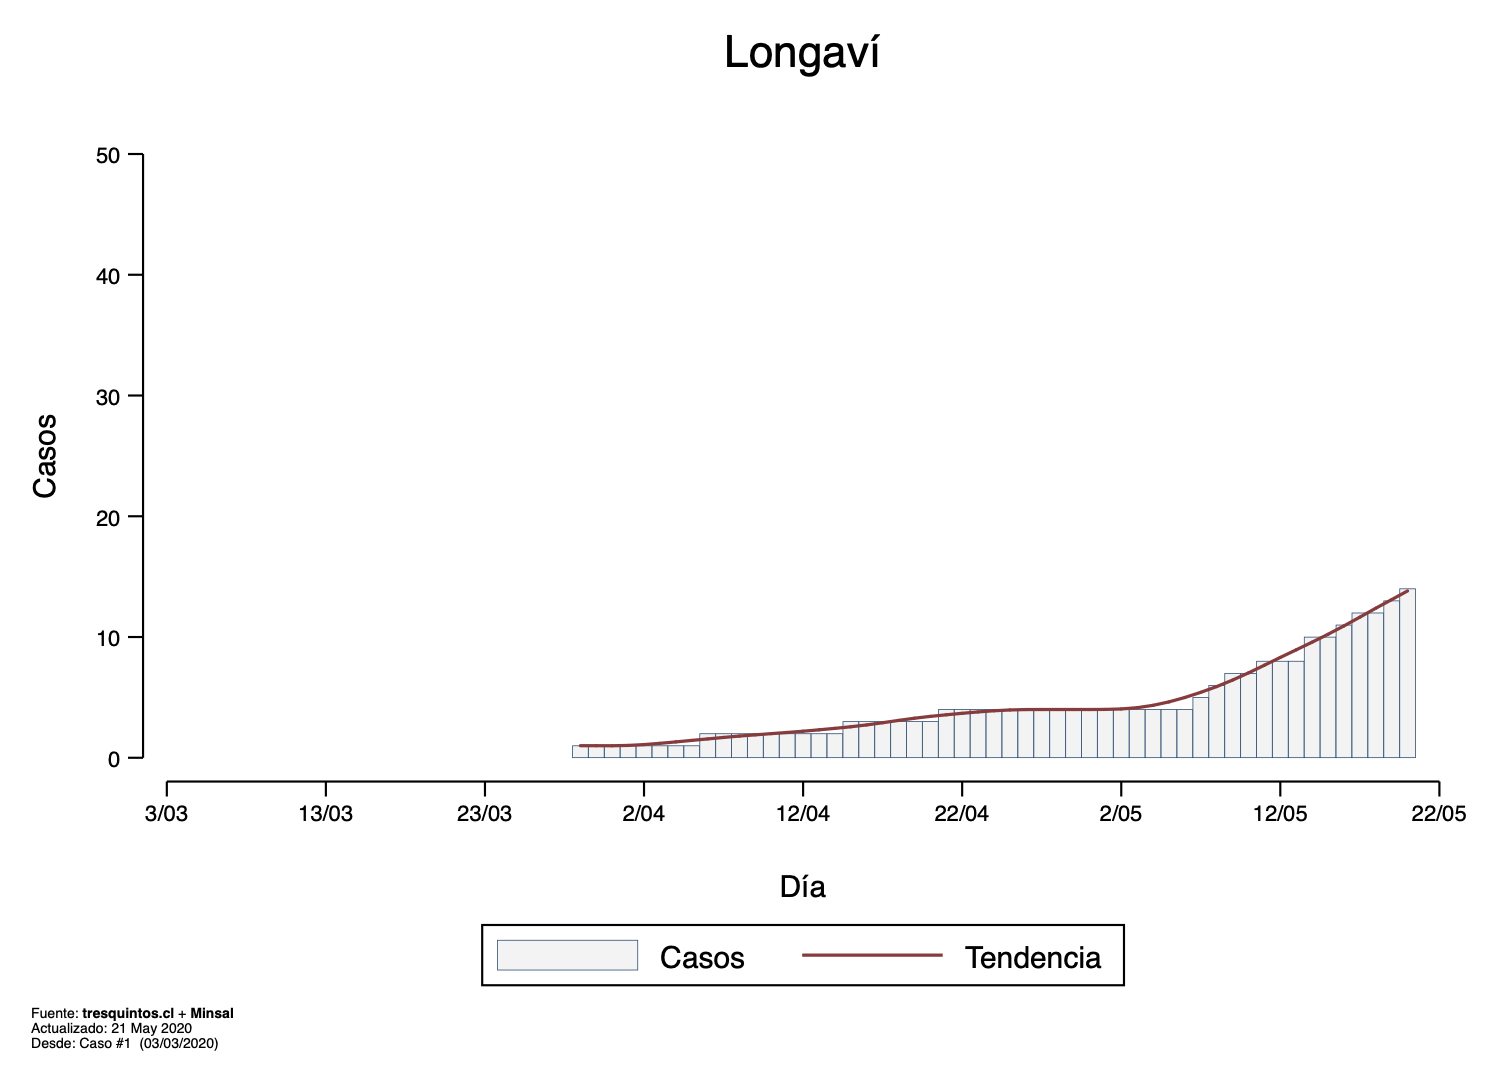 Longaví
50
40
30
20
10
0
Casos
3/03 13/03 23/03 2/04 12/04 22/04 2/05 12/05 22/05
Día
Casos Tendencia
Fuente: tresquintos.cl + Minsal
Actualizado: 21 May 2020
Desde: Caso #1 (03/03/2020)